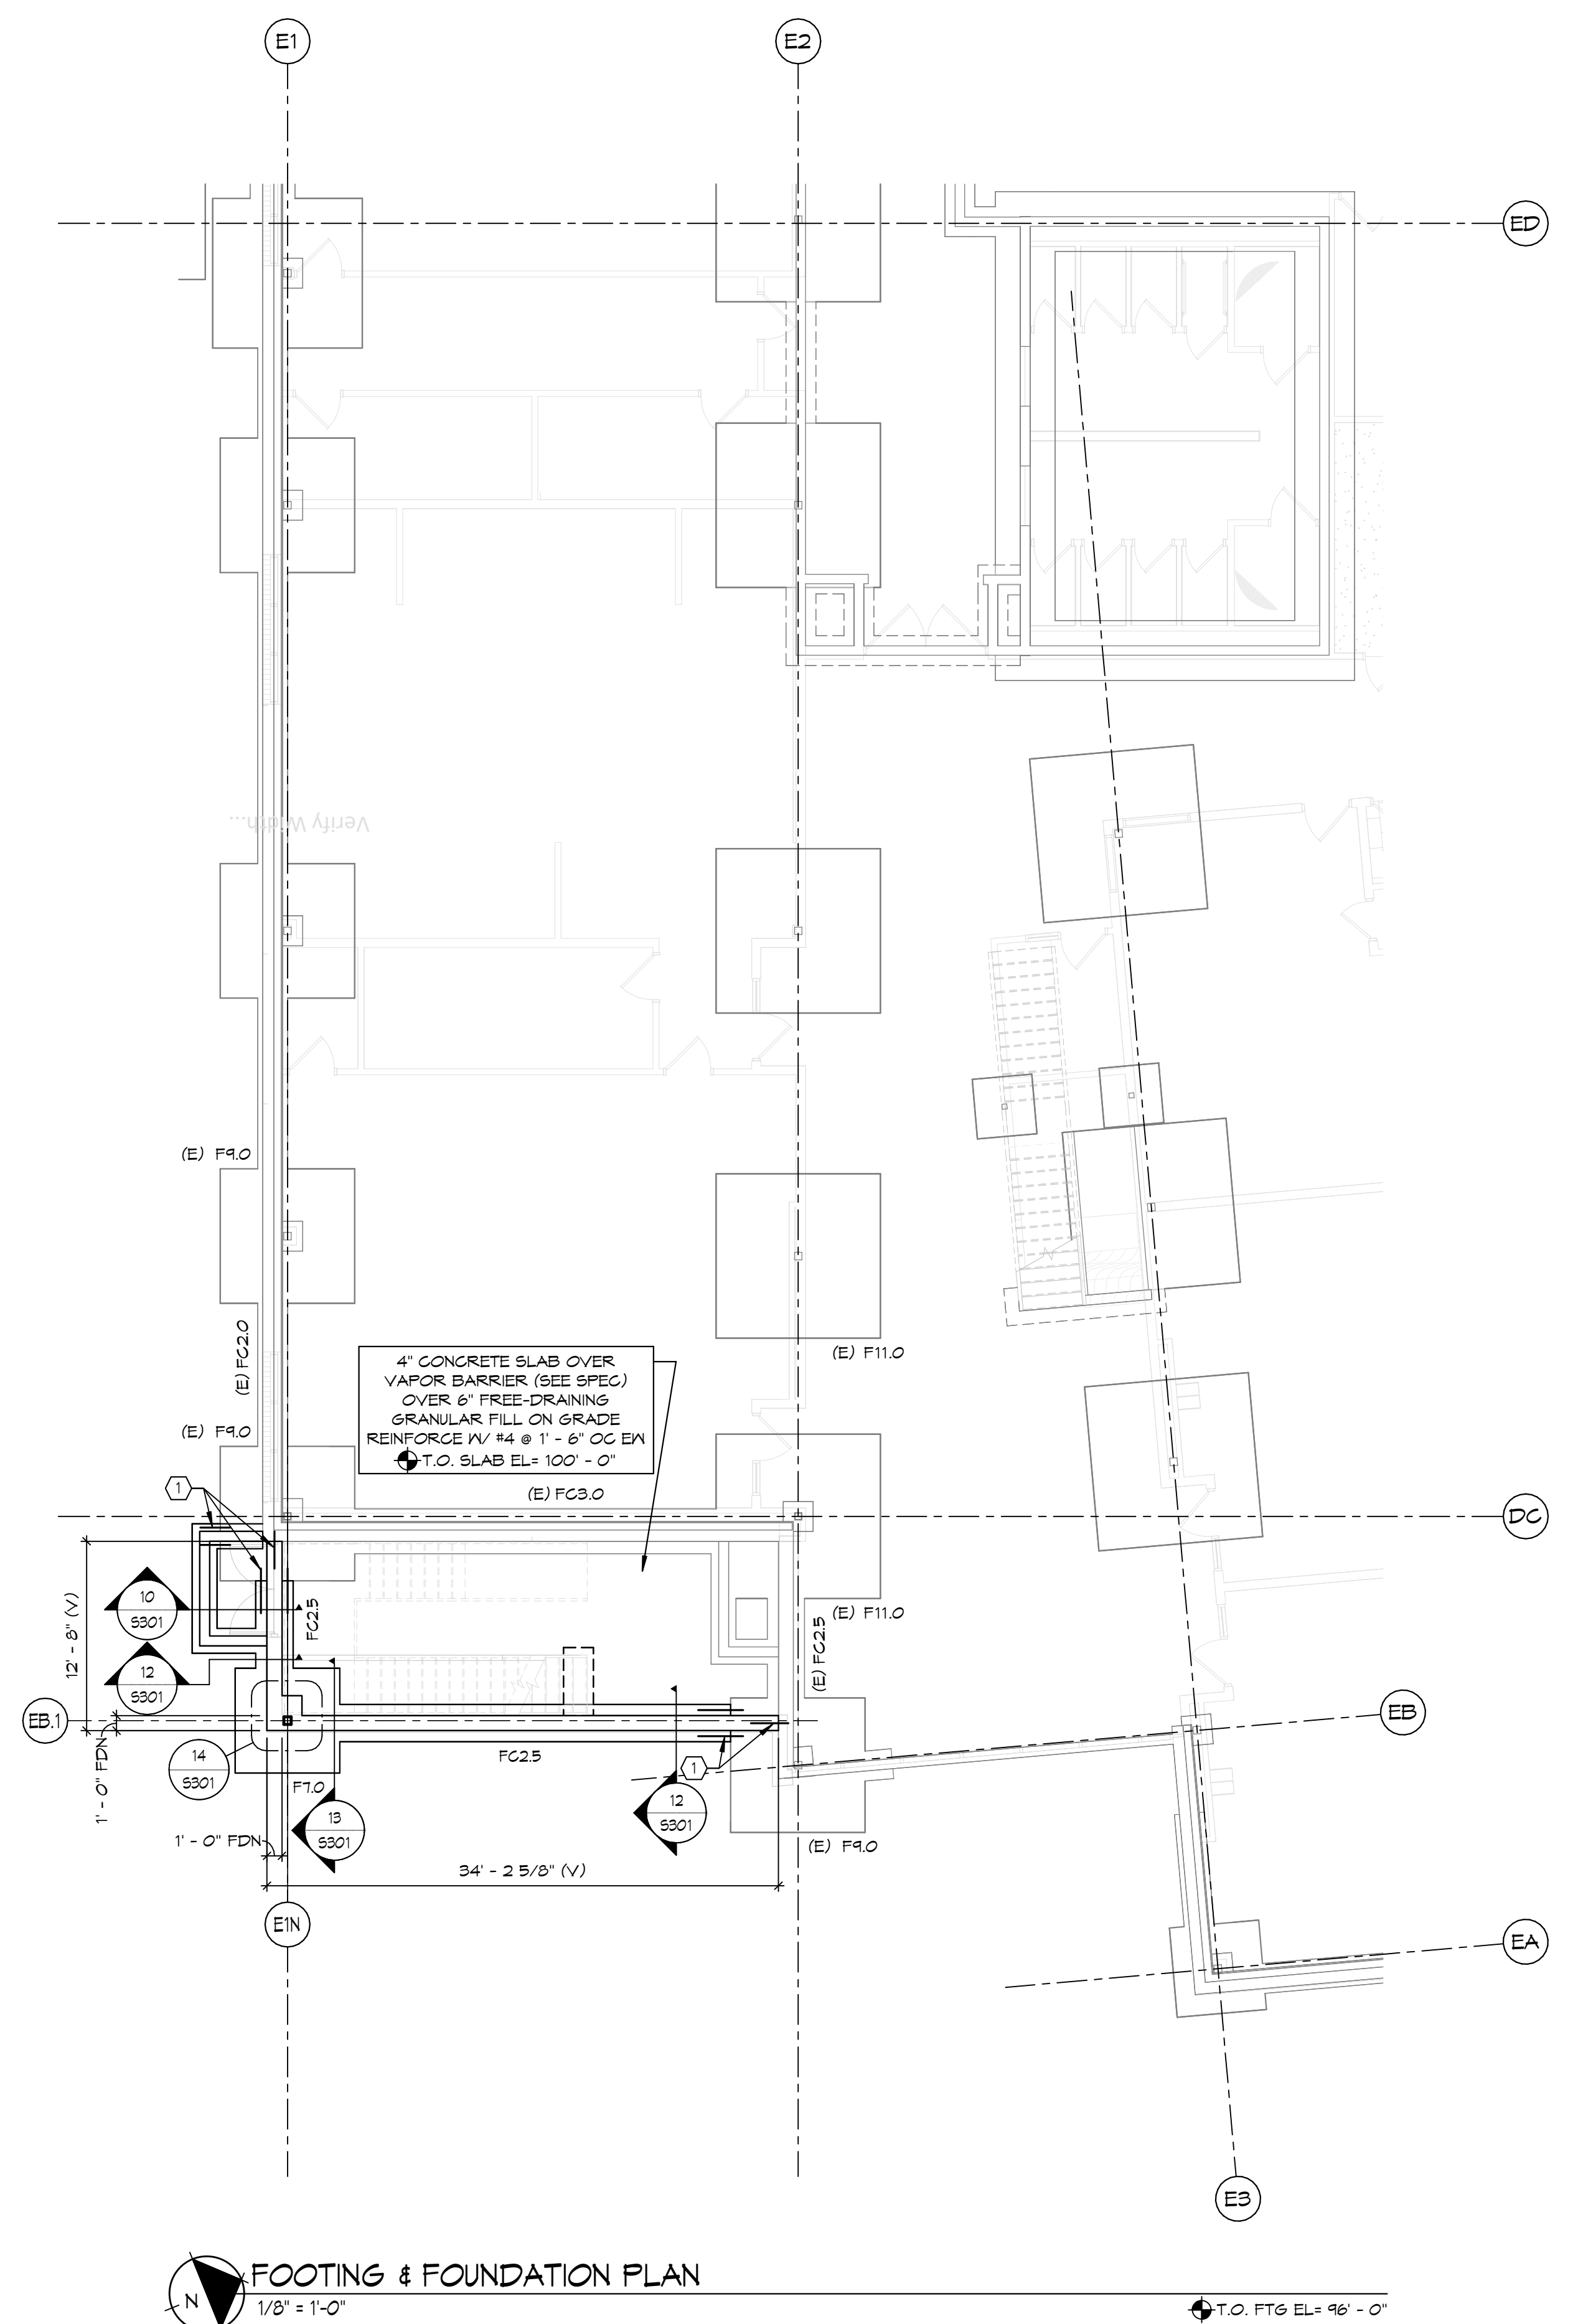 E1
E2
ED
Verify Width...
(E) F9.0
(E) FC2.0
(E) F11.0
4" CONCRETE SLAB OVER
VAPOR BARRIER (SEE SPEC)
OVER 6" FREE-DRAINING
GRANULAR FILL ON GRADE
REINFORCE W/ #4 @ 1' - 6" OC EW
T.O. SLAB EL= 100' - 0"
(E) F9.0
1
(E) FC3.0
DC
12' - 8" (V)
10
S301
FC2.5
(E) F11.0
(E) FC2.5
12
S301
EB.1
EB
1' - 0" FDN
14
S301
FC2.5
1
F7.0
13
S301
12
S301
1' - 0" FDN
(E) F9.0
34' - 2 5/8" (V)
E1N
EA
E3
N
FOOTING & FOUNDATION PLAN
1/8" = 1'-0"
T.O. FTG EL= 96' - 0"